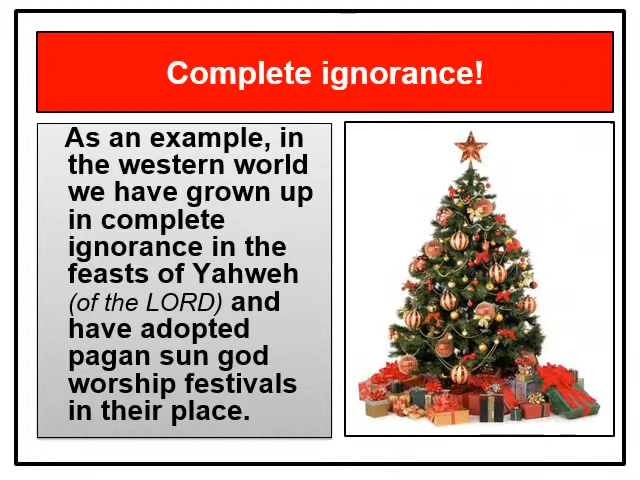 Complete ignorance!
As an example, in
the western world
we have grown up
in complete
ignorance in the
feasts of Yahweh
(of the LORD) and
have adopted
pagan sun god
worship festivals
in their place.